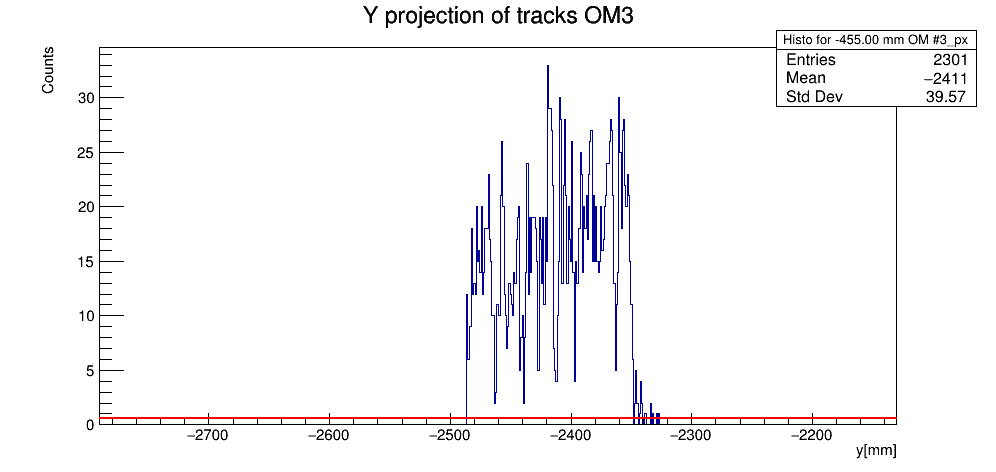 Y projection of tracks OM3
Histo for -455.00 mm OM #3_px
Entries 2301
Mean −2411
Std Dev 39.57
Counts
30
25
20
15
10
5
0
−2700 −2600 −2500 −2400 −2300 −2200
y[mm]